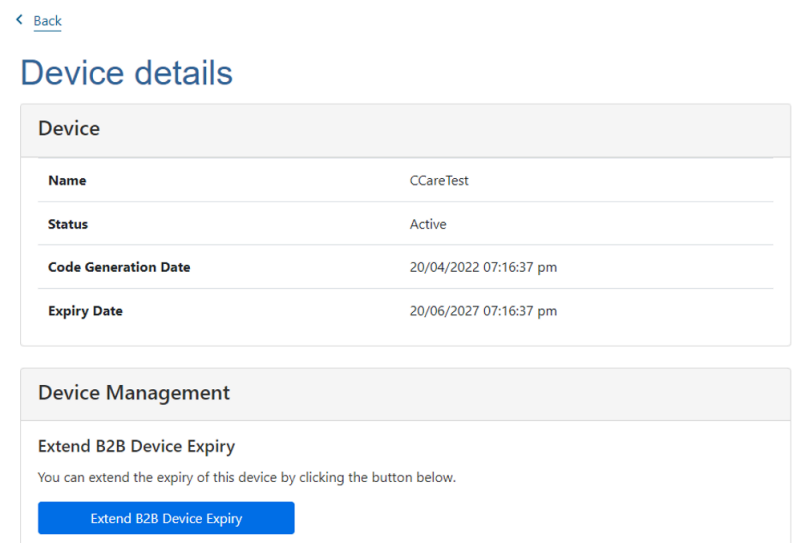 Back
Device details
Device
Name CCareTest
Status Active
Code Generation Date 20/04/2022 07:16:37 pm
Expiry Date 20/06/2027 07:16:37 pm
Device Management
Extend B2B Device Expiry
You can extend the expiry of this device by clicking the button below.
Extend B2B Device Expiry